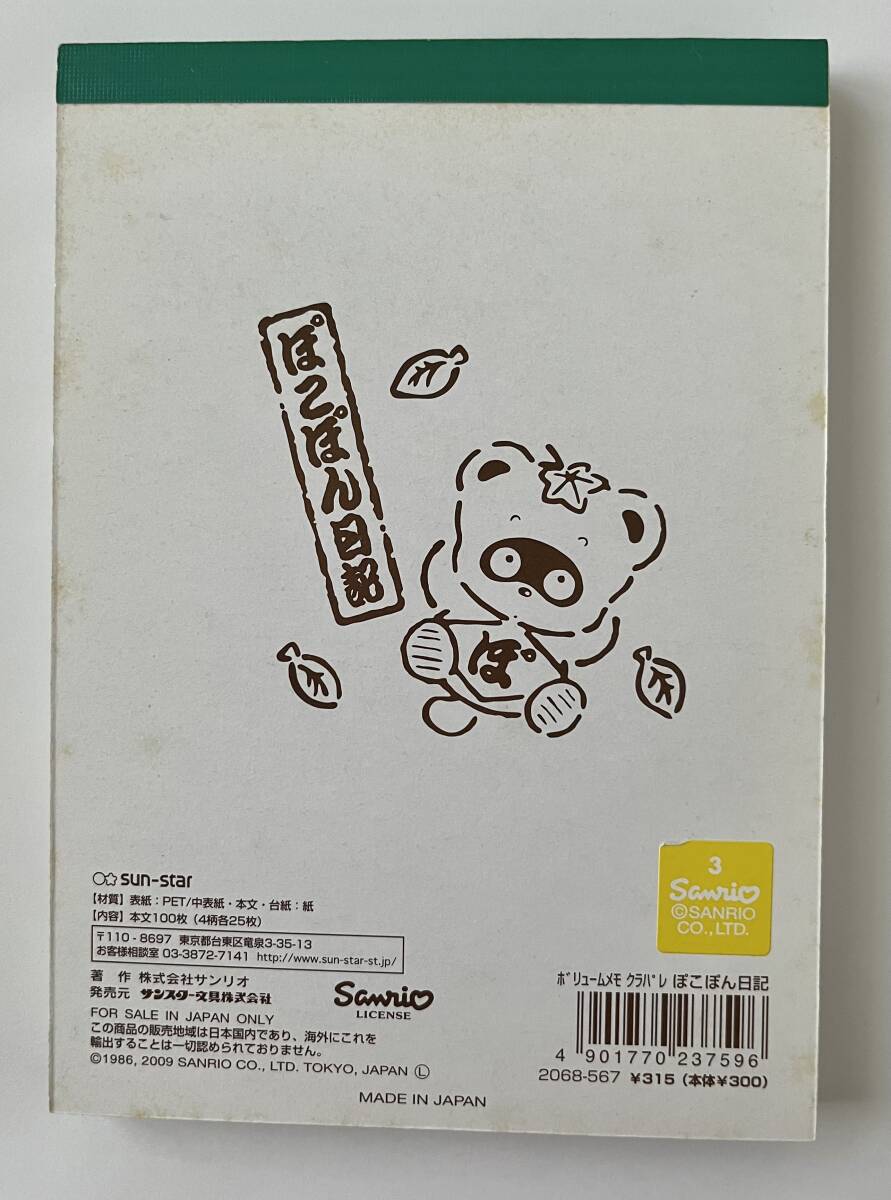 ぽこぽん日記
ぽ
sun-star
【材質】表紙：PET/中表紙・本文・台紙：紙
【内容】本文100枚（4柄各25枚）
〒110-8697 東京都台東区竜泉3-35-13
お客様相談室 03-3872-7141 http://www.sun-star-st.jp/
著 作 株式会社サンリオ
発売元 サンスター文具株式会社
Sanrio
LICENSE
FOR SALE IN JAPAN ONLY
この商品の販売地域は日本国内であり、海外にこれを
輸出することは一切認められておりません。
©1986, 2009 SANRIO CO., LTD. TOKYO, JAPAN Ⓛ
MADE IN JAPAN
3
Sanrio
©SANRIO
CO., LTD.
ﾎﾞﾘｭｰﾑﾒﾓ ｸﾗﾊﾟﾚ ぽこぽん日記
4 901770 237596
2068-567 ¥315（本体¥300）